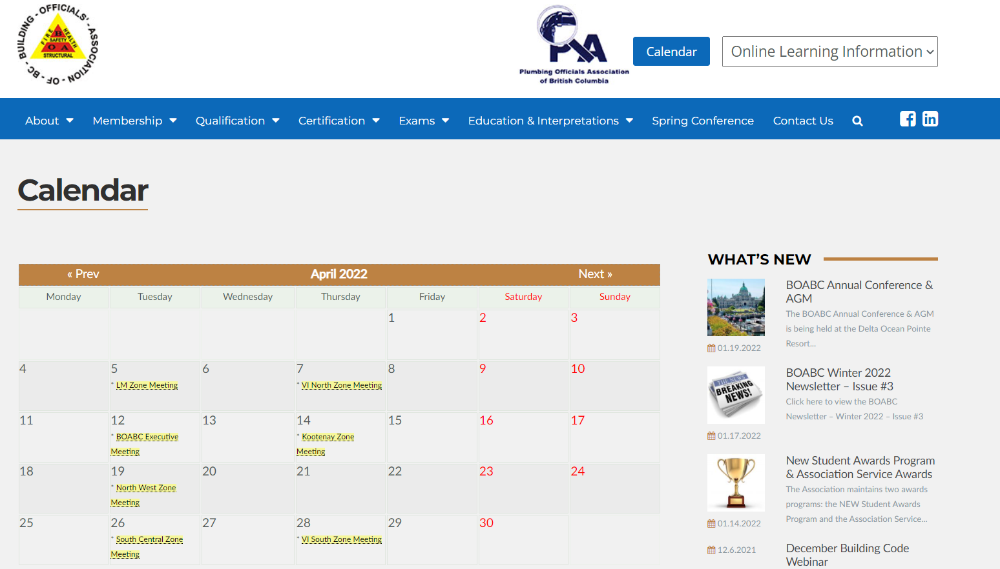 BUILDING - OFFICIALS' - ASSOCIATION - OF - BC -
FIRE
HEALTH
B
SAFETY
O A
STRUCTURAL
Plumbing Officials Association
of British Columbia
Calendar
Online Learning Information
About
Membership
Qualification
Certification
Exams
Education & Interpretations
Spring Conference
Contact Us
Calendar
« Prev
April 2022
Next »
Monday
Tuesday
Wednesday
Thursday
Friday
Saturday
Sunday
1
2
3
4
5
* LM Zone Meeting
6
7
* VI North Zone Meeting
8
9
10
11
12
* BOABC Executive
Meeting
13
14
* Kootenay Zone
Meeting
15
16
17
18
19
* North West Zone
Meeting
20
21
22
23
24
25
26
* South Central Zone
Meeting
27
28
* VI South Zone Meeting
29
30
WHAT'S NEW
BOABC Annual Conference &
AGM
The BOABC Annual Conference & AGM
is being held at the Delta Ocean Pointe
Resort...
01.19.2022
THE NEWS
BREAKING
NEWS!
BOABC Winter 2022
Newsletter – Issue #3
Click here to view the BOABC
Newsletter – Winter 2022 – Issue #3
01.17.2022
New Student Awards Program
& Association Service Awards
The Association maintains two awards
programs: the NEW Student Awards
Program and the Association Service...
01.14.2022
12.6.2021
December Building Code
Webinar